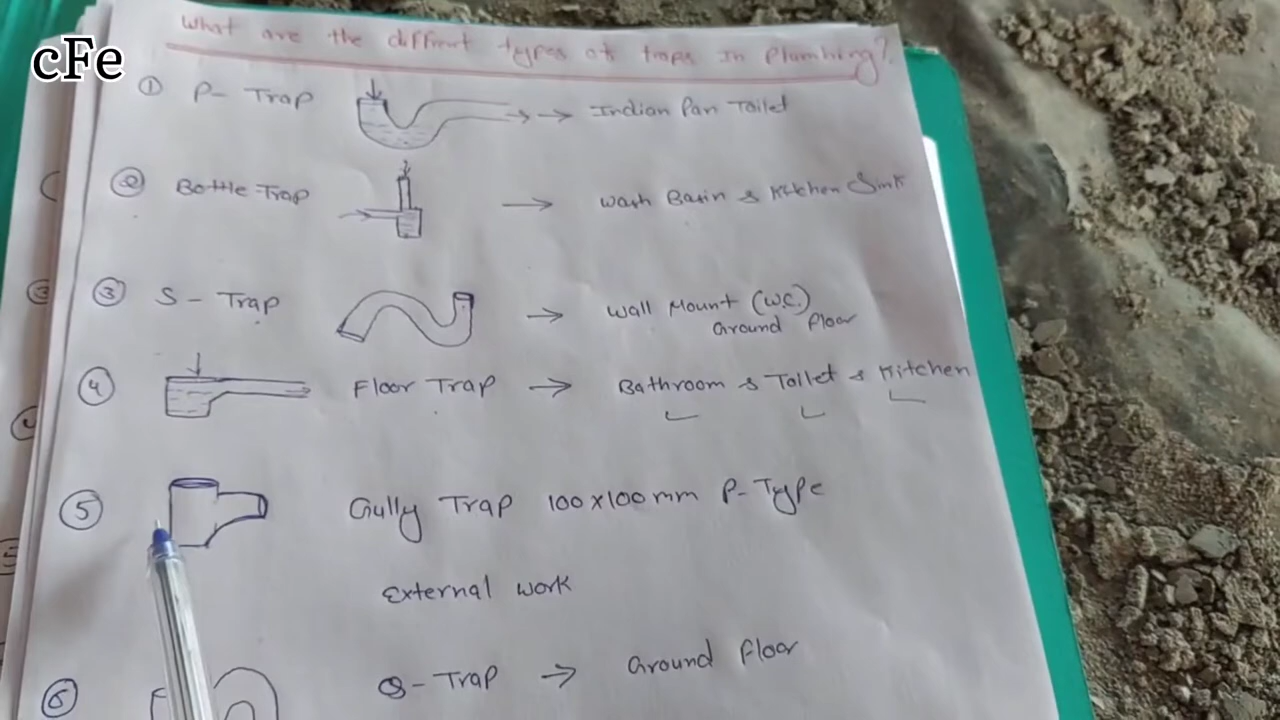 cFe
What are the diffrent types of traps in Plumbing?
① P- Trap →→ Indian Pan Toilet
② Bottle Trap → Wash Basin & Kitchen Sink
③ S - Trap → Wall Mount (W.C.)
Ground Floor
④ Floor Trap → Bathroom & Toilet & Kitchen
⑤ Gully Trap 100x100mm P-Type
External work
⑥ Q-Trap → Ground Floor